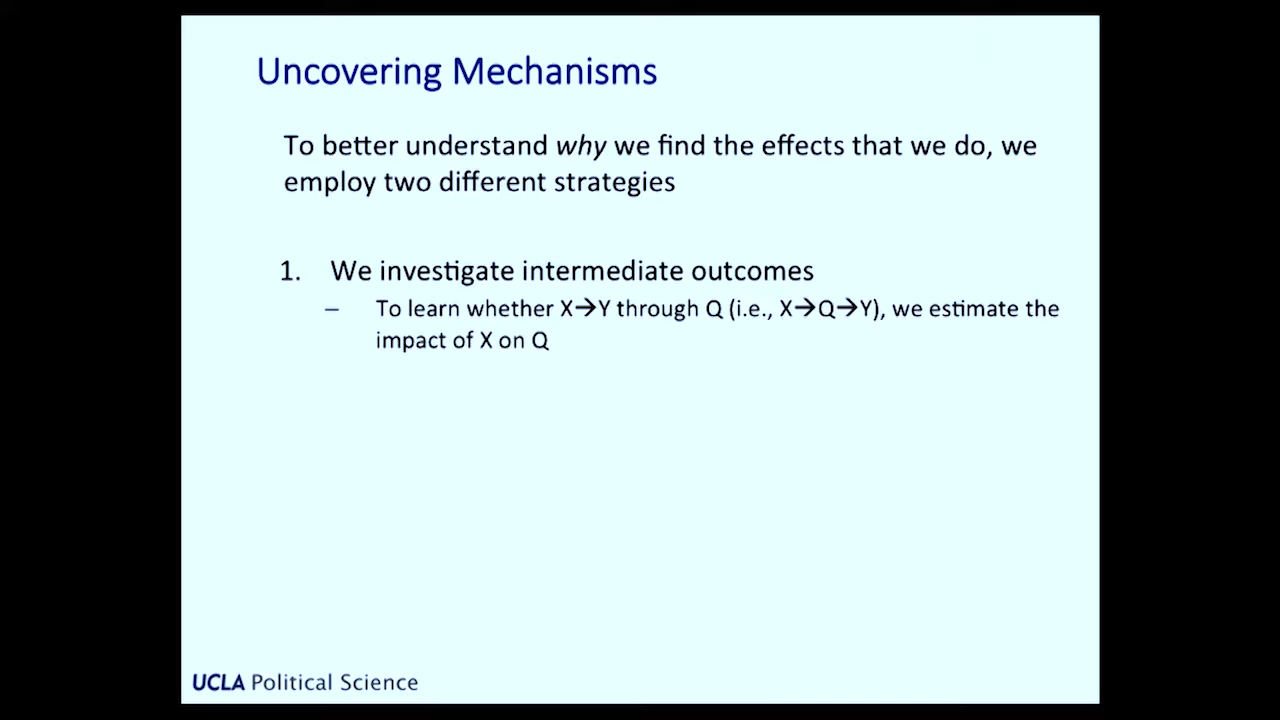 Uncovering Mechanisms
To better understand why we find the effects that we do, we
employ two different strategies
1. We investigate intermediate outcomes
– To learn whether X→Y through Q (i.e., X→Q→Y), we estimate the
impact of X on Q
UCLA Political Science